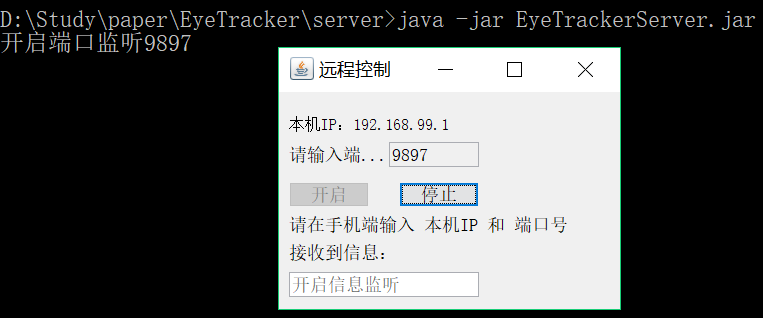 D:\Study\paper\EyeTracker\server>java -jar EyeTrackerServer.jar
开启端口监听9897
远程控制
本机IP：192.168.99.1
请输入端... 9897
开启 停止
请在手机端输入 本机IP 和 端口号
接收到信息：
开启信息监听